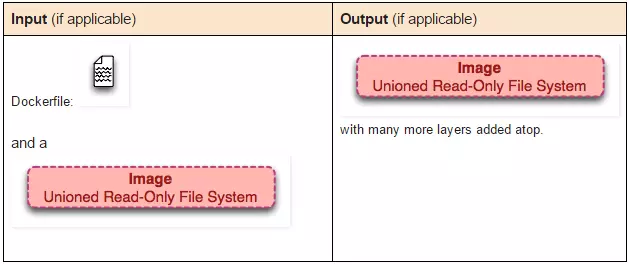 Input (if applicable)
Dockerfile:
and a
Image
Unioned Read-Only File System
Output (if applicable)
Image
Unioned Read-Only File System
with many more layers added atop.